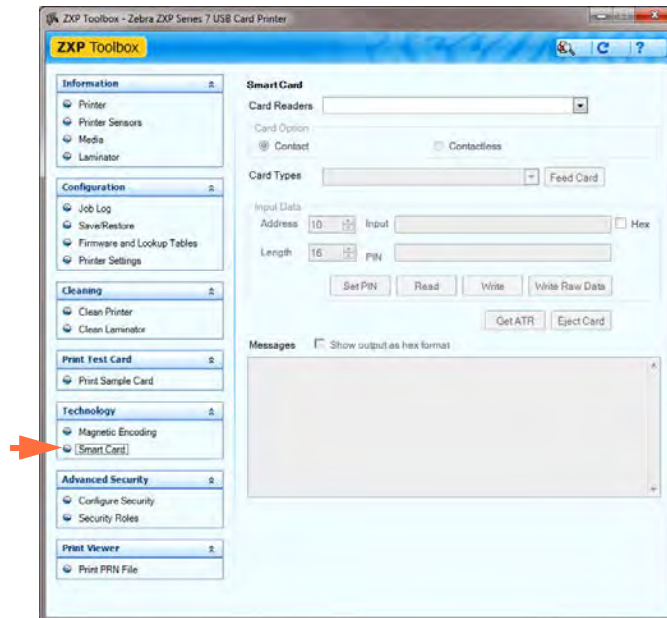 ZXP Toolbox - Zebra ZXP Series 7 USB Card Printer
ZXP Toolbox
?
Information
Printer
Printer Sensors
Media
Laminator
Configuration
Job Log
Save/Restore
Firmware and Lookup Tables
Printer Settings
Cleaning
Clean Printer
Clean Laminator
Print Test Card
Print Sample Card
Technology
Magnetic Encoding
Smart Card
Advanced Security
Configure Security
Security Roles
Print Viewer
Print PRN File
SmartCard
Card Readers
Card Option
Contact Contactless
Card Types Feed Card
Input Data
Address 10 Input Hex
Length 16 PIN
Set PIN Read Write Write Raw Data
Get ATR Eject Card
Messages Show output as hex format